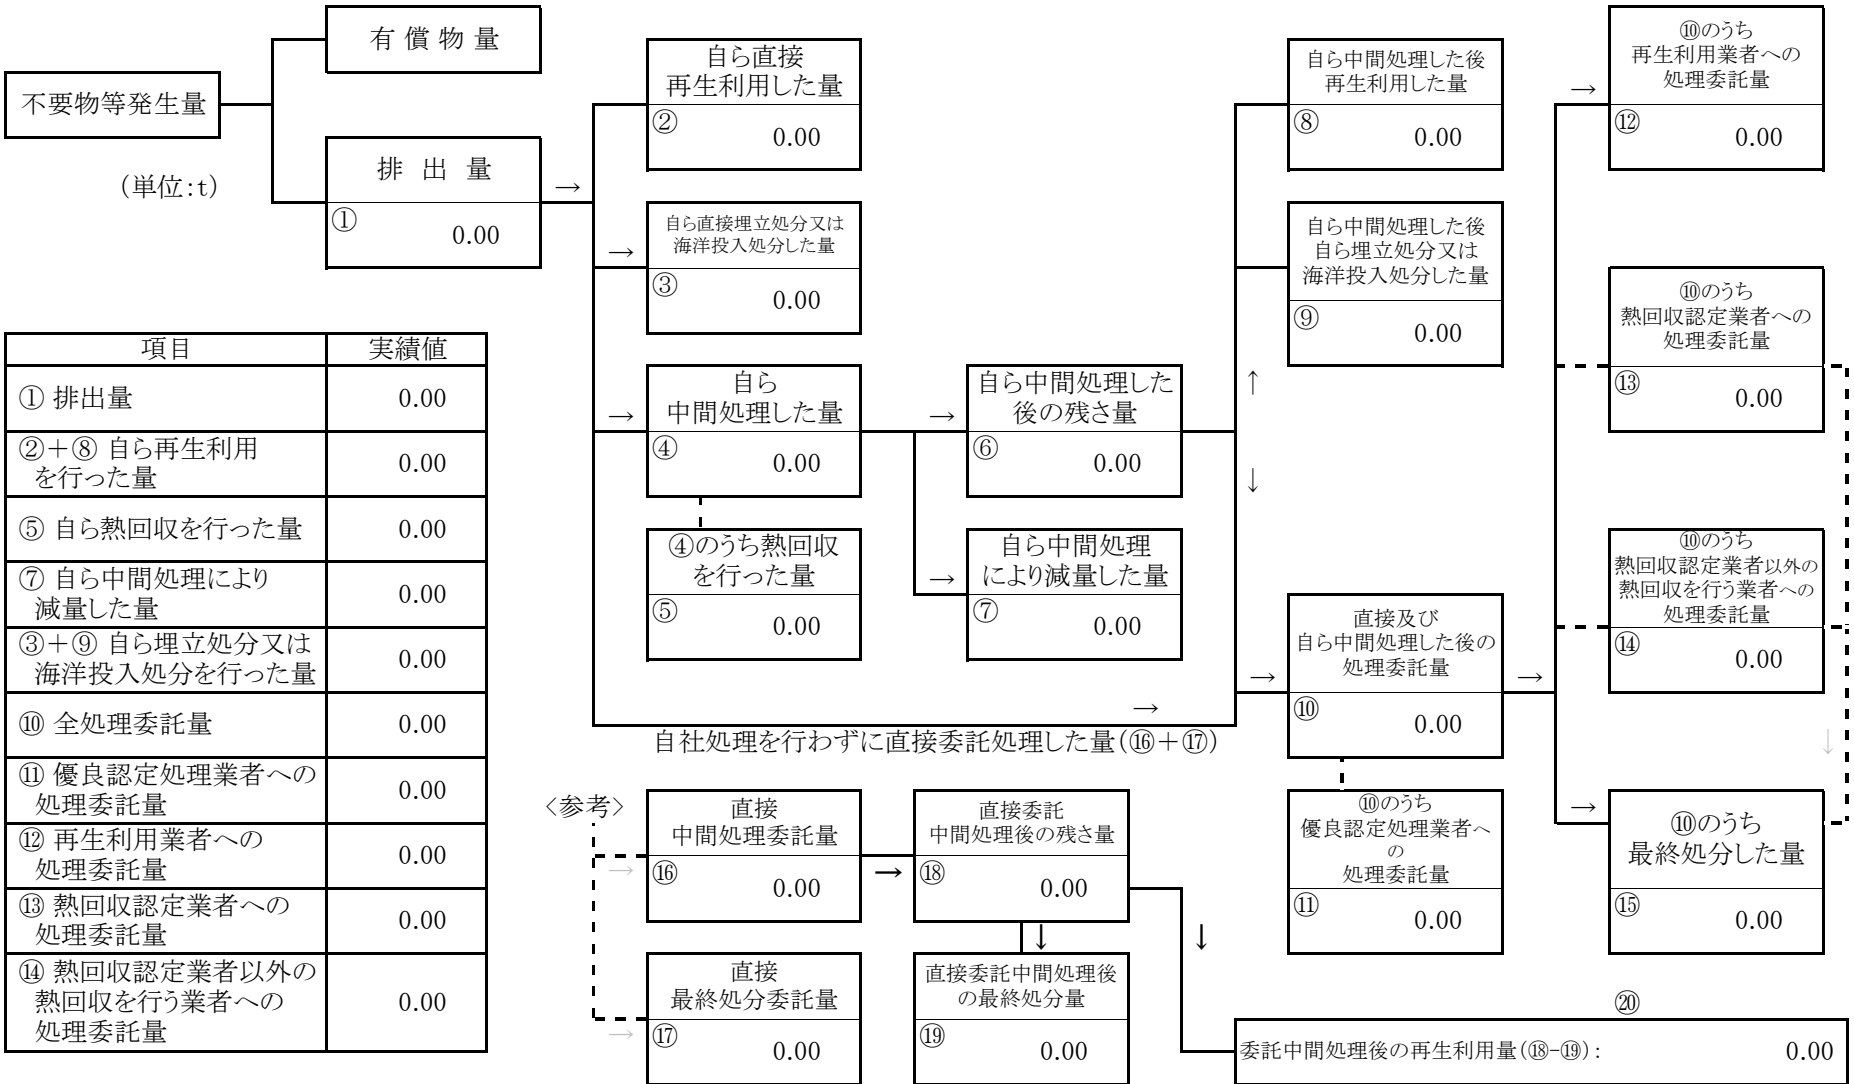 不要物等発生量
有 償 物 量
(単位:t)
排 出 量
①
0.00
→
自ら直接
再生利用した量
②
0.00
→
自ら直接埋立処分又は
海洋投入処分した量
③
0.00
→
自ら
中間処理した量
④
0.00
④のうち熱回収
を行った量
⑤
0.00
→
自ら中間処理した
後の残さ量
⑥
0.00
→
自ら中間処理
により減量した量
⑦
0.00
自ら中間処理した後
再生利用した量
⑧
0.00
自ら中間処理した後
自ら埋立処分又は
海洋投入処分した量
⑨
0.00
↑
↓
→
自社処理を行わずに直接委託処理した量(⑯+⑰)
→
直接及び
自ら中間処理した後の
処理委託量
⑩
0.00
⑩のうち
優良認定処理業者へ
の
処理委託量
⑪
0.00
→
→
⑩のうち
再生利用業者への
処理委託量
⑫
0.00
⑩のうち
熱回収認定業者への
処理委託量
⑬
0.00
⑩のうち
熱回収認定業者以外の
熱回収を行う業者への
処理委託量
⑭
0.00
↓
→
⑩のうち
最終処分した量
⑮
0.00
項目 実績値
① 排出量 0.00
②+⑧ 自ら再生利用
を行った量 0.00
⑤ 自ら熱回収を行った量 0.00
⑦ 自ら中間処理により
減量した量 0.00
③+⑨ 自ら埋立処分又は
海洋投入処分を行った量 0.00
⑩ 全処理委託量 0.00
⑪ 優良認定処理業者への
処理委託量 0.00
⑫ 再生利用業者への
処理委託量 0.00
⑬ 熱回収認定業者への
処理委託量 0.00
⑭ 熱回収認定業者以外の
熱回収を行う業者への
処理委託量 0.00
<参考>
→
直接
中間処理委託量
⑯
0.00
→
直接
最終処分委託量
⑰
0.00
→
直接委託
中間処理後の残さ量
⑱
0.00
↓
直接委託中間処理後
の最終処分量
⑲
0.00
↓
⑳
委託中間処理後の再生利用量(⑱-⑲): 0.00